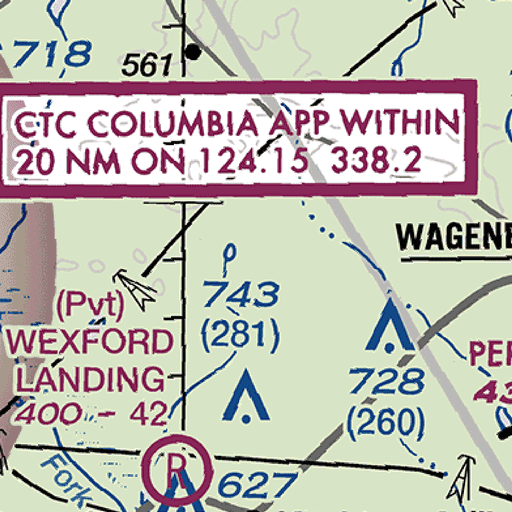 718
561
CTC COLUMBIA APP WITHIN
20 NM ON 124.15 338.2
WAGENE
743
(281)
(Pvt)
WEXFORD
LANDING
400 - 42
728
(260)
PER
43
R
627
Fork